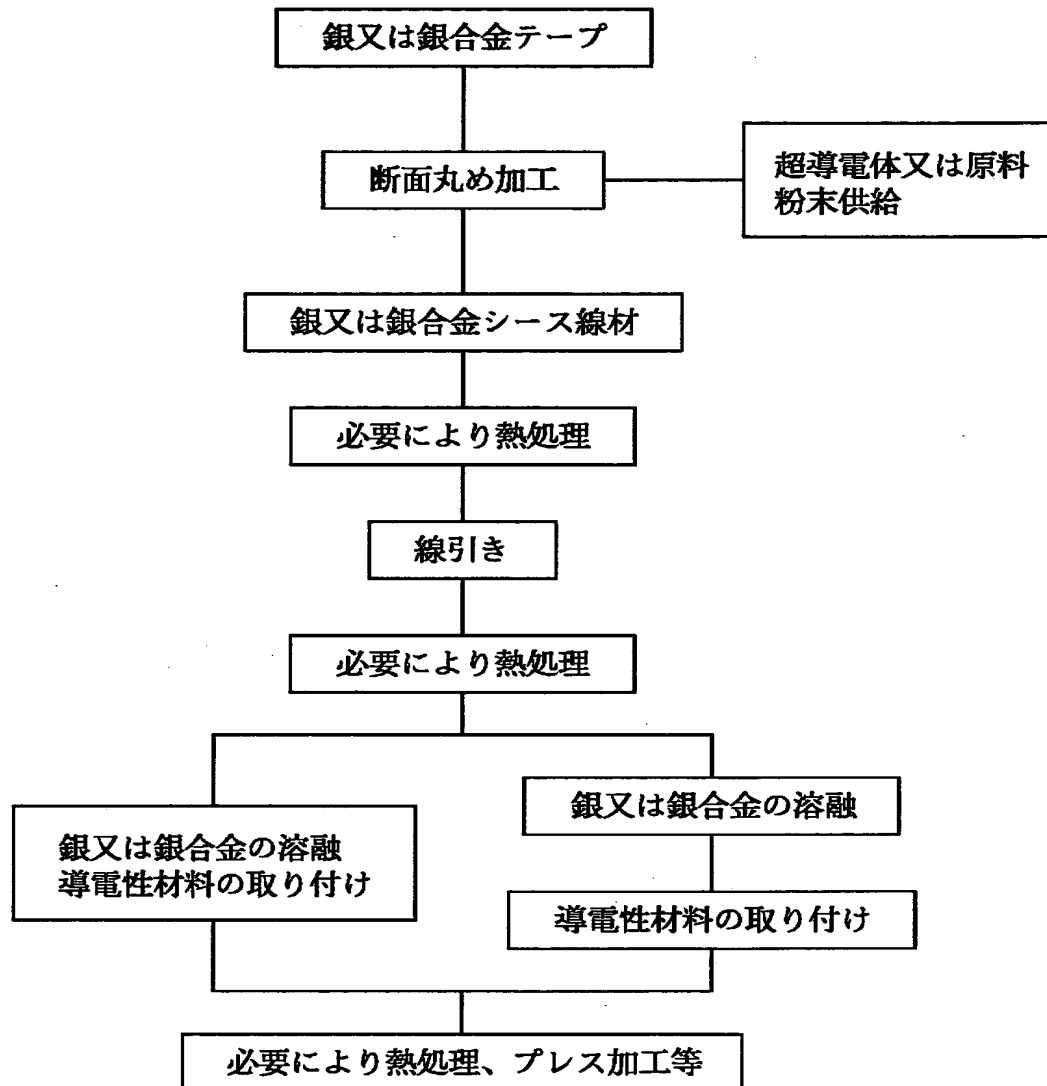 銀又は銀合金テープ
断面丸め加工
超導電体又は原料
粉末供給
銀又は銀合金シース線材
必要により熱処理
線引き
必要により熱処理
銀又は銀合金の溶融
導電性材料の取り付け
銀又は銀合金の溶融
導電性材料の取り付け
必要により熱処理、プレス加工等